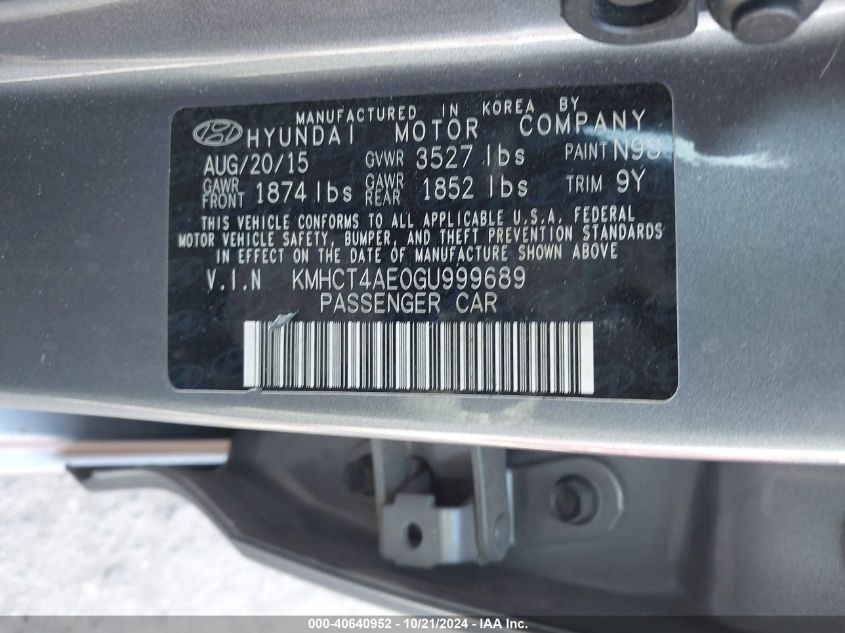 MANUFACTURED IN KOREA BY
HYUNDAI MOTOR COMPANY
AUG/20/15 GVWR 3527 lbs PAINT N9S
GAWR FRONT 1874 lbs GAWR REAR 1852 lbs TRIM 9Y
THIS VEHICLE CONFORMS TO ALL APPLICABLE U.S.A. FEDERAL
MOTOR VEHICLE SAFETY, BUMPER, AND THEFT PREVENTION STANDARDS
IN EFFECT ON THE DATE OF MANUFACTURE SHOWN ABOVE
V.I.N KMHCT4AE0GU999689
PASSENGER CAR
000-40640952 / 10/21/2024 - IAA Inc.